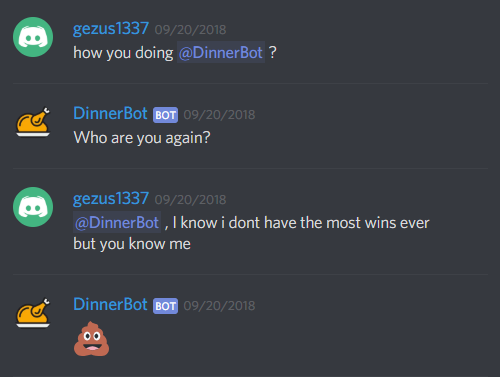 gezus1337 09/20/2018
how you doing @DinnerBot ?
DinnerBot BOT 09/20/2018
Who are you again?
gezus1337 09/20/2018
@DinnerBot , I know i dont have the most wins ever
but you know me
DinnerBot BOT 09/20/2018